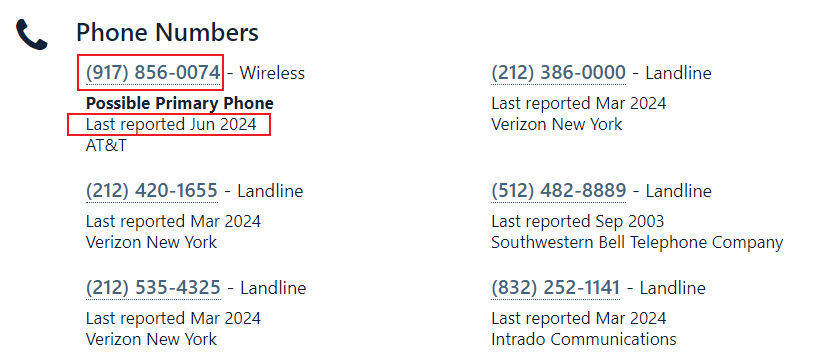 Phone Numbers
(917) 856-0074 - Wireless
Possible Primary Phone
Last reported Jun 2024
AT&T
(212) 386-0000 - Landline
Last reported Mar 2024
Verizon New York
(212) 420-1655 - Landline
Last reported Mar 2024
Verizon New York
(512) 482-8889 - Landline
Last reported Sep 2003
Southwestern Bell Telephone Company
(212) 535-4325 - Landline
Last reported Mar 2024
Verizon New York
(832) 252-1141 - Landline
Last reported Mar 2024
Intrado Communications